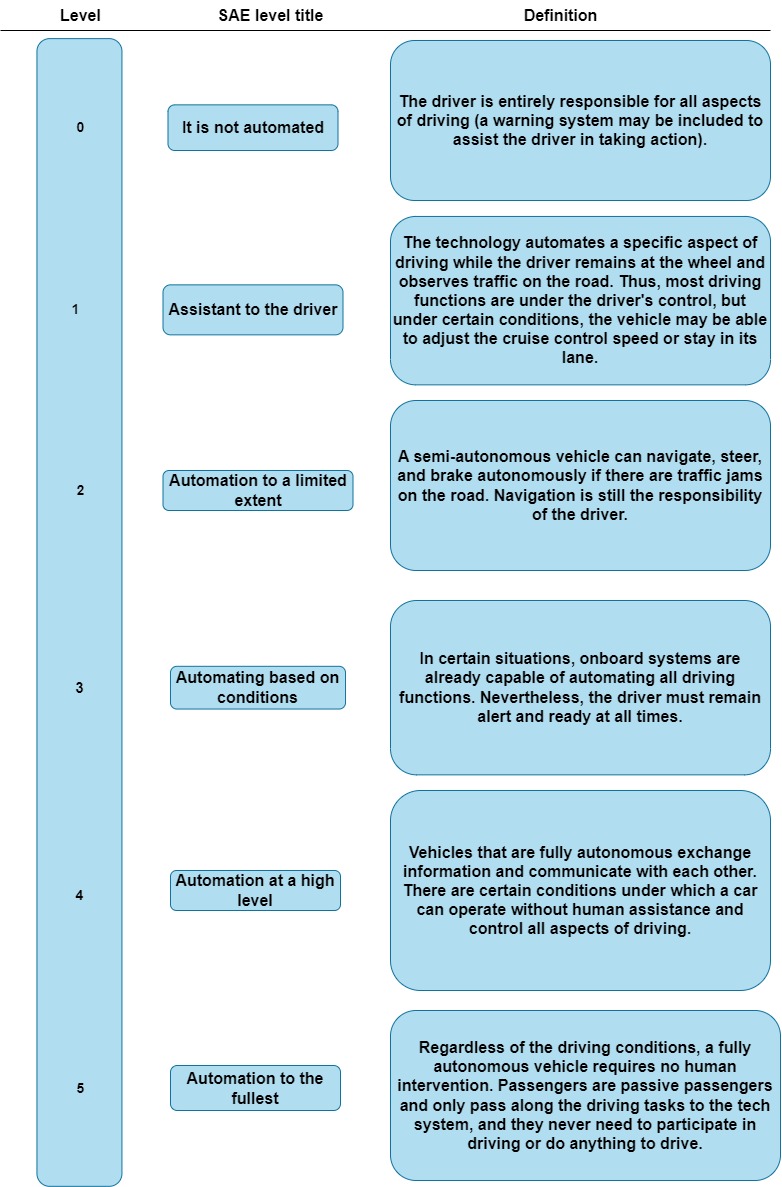 Level SAE level title Definition
0
It is not automated
The driver is entirely responsible for all aspects
of driving (a warning system may be included to
assist the driver in taking action).
1
Assistant to the driver
The technology automates a specific aspect of
driving while the driver remains at the wheel and
observes traffic on the road. Thus, most driving
functions are under the driver's control, but
under certain conditions, the vehicle may be able
to adjust the cruise control speed or stay in its
lane.
2
Automation to a limited
extent
A semi-autonomous vehicle can navigate, steer,
and brake autonomously if there are traffic jams
on the road. Navigation is still the responsibility
of the driver.
3
Automating based on
conditions
In certain situations, onboard systems are
already capable of automating all driving
functions. Nevertheless, the driver must remain
alert and ready at all times.
4
Automation at a high
level
Vehicles that are fully autonomous exchange
information and communicate with each other.
There are certain conditions under which a car
can operate without human assistance and
control all aspects of driving.
5
Automation to the
fullest
Regardless of the driving conditions, a fully
autonomous vehicle requires no human
intervention. Passengers are passive passengers
and only pass along the driving tasks to the tech
system, and they never need to participate in
driving or do anything to drive.